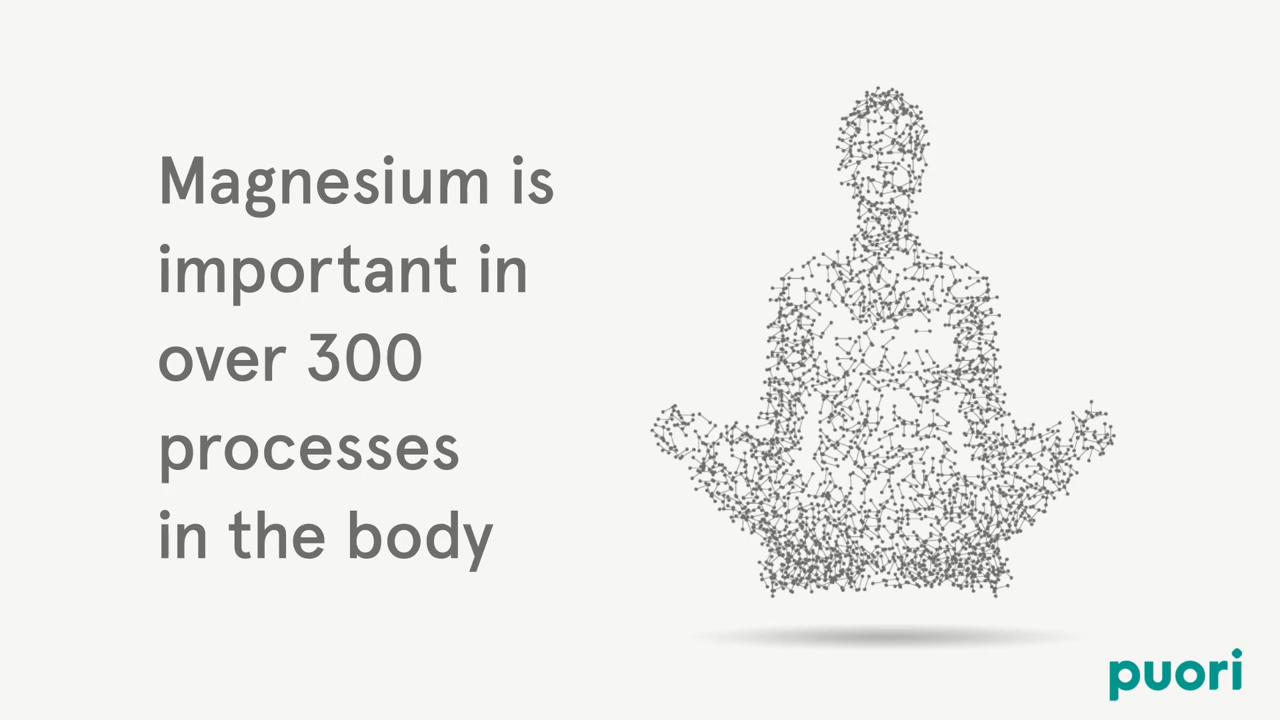 Magnesium is
important in
over 300
processes
in the body
puori